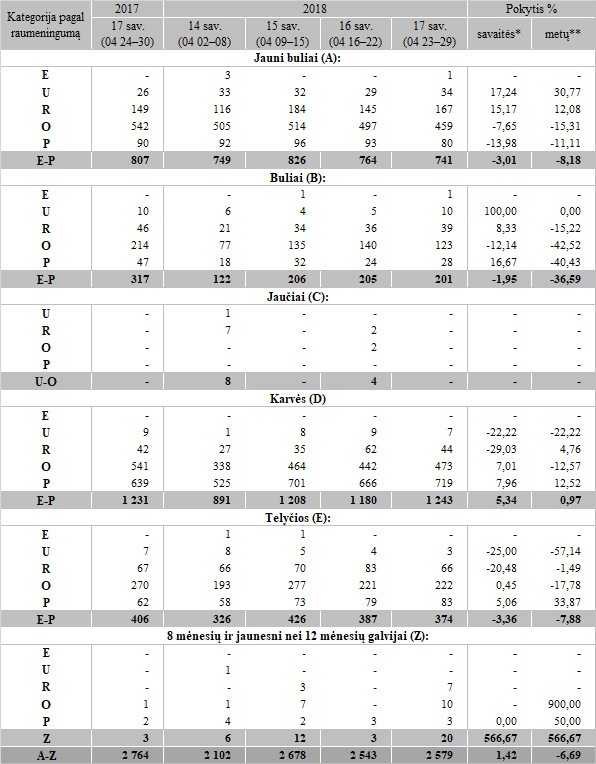 Kategorija pagal raumeningumą 2017 2018 Pokytis %
17 sav. (04 24–30) 14 sav. (04 02–08) 15 sav. (04 09–15) 16 sav. (04 16–22) 17 sav. (04 23–29) savaitės* metų**
Jauni buliai (A):
E - 3 - - 1 - -
U 26 33 32 29 34 17,24 30,77
R 149 116 184 145 167 15,17 12,08
O 542 505 514 497 459 -7,65 -15,31
P 90 92 96 93 80 -13,98 -11,11
E-P 807 749 826 764 741 -3,01 -8,18
Buliai (B):
E - - 1 - 1 - -
U 10 6 4 5 10 100,00 0,00
R 46 21 34 36 39 8,33 -15,22
O 214 77 135 140 123 -12,14 -42,52
P 47 18 32 24 28 16,67 -40,43
E-P 317 122 206 205 201 -1,95 -36,59
Jaučiai (C):
U - 1 - - - - -
R - 7 - 2 - - -
O - - - 2 - - -
P - - - - - - -
U-O - 8 - 4 - - -
Karvės (D)
E - - - - - - -
U 9 1 8 9 7 -22,22 -22,22
R 42 27 35 62 44 -29,03 4,76
O 541 338 464 442 473 7,01 -12,57
P 639 525 701 666 719 7,96 12,52
E-P 1 231 891 1 208 1 180 1 243 5,34 0,97
Telyčios (E):
E - 1 1 - - - -
U 7 8 5 4 3 -25,00 -57,14
R 67 66 70 83 66 -20,48 -1,49
O 270 193 277 221 222 0,45 -17,78
P 62 58 73 79 83 5,06 33,87
E-P 406 326 426 387 374 -3,36 -7,88
8 mėnesių ir jaunesni nei 12 mėnesių galvijai (Z):
E - - - - - - -
U - 1 - - - - -
R - - 3 - 7 - -
O 1 1 7 - 10 - 900,00
P 2 4 2 3 3 0,00 50,00
Z 3 6 12 3 20 566,67 566,67
A-Z 2 764 2 102 2 678 2 543 2 579 1,42 -6,69